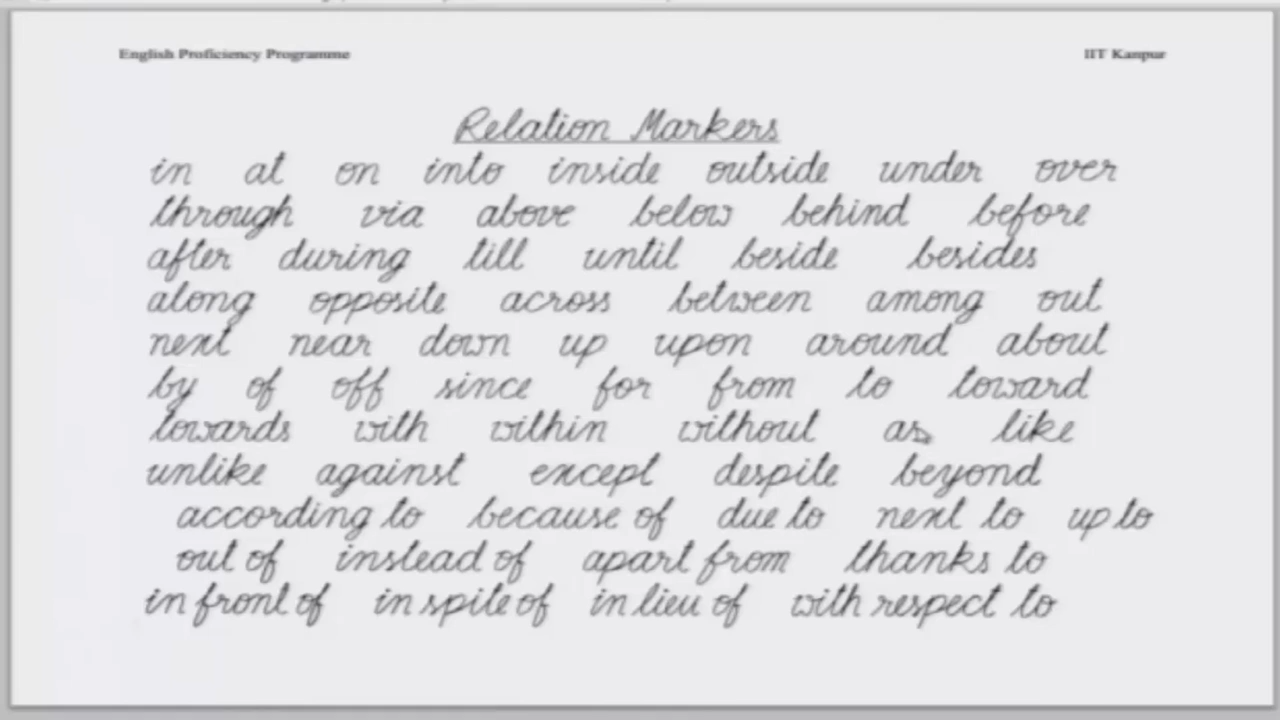 English Proficiency Programme IIT Kanpur
Relation Markers
in at on into inside outside under over
through via above below behind before
after during till until beside besides
along opposite across between among out
next near down up upon around about
by of off since for from to toward
towards with within without as like
unlike against except despite beyond
according to because of due to next to up to
out of instead of apart from thanks to
in front of in spite of in lieu of with respect to